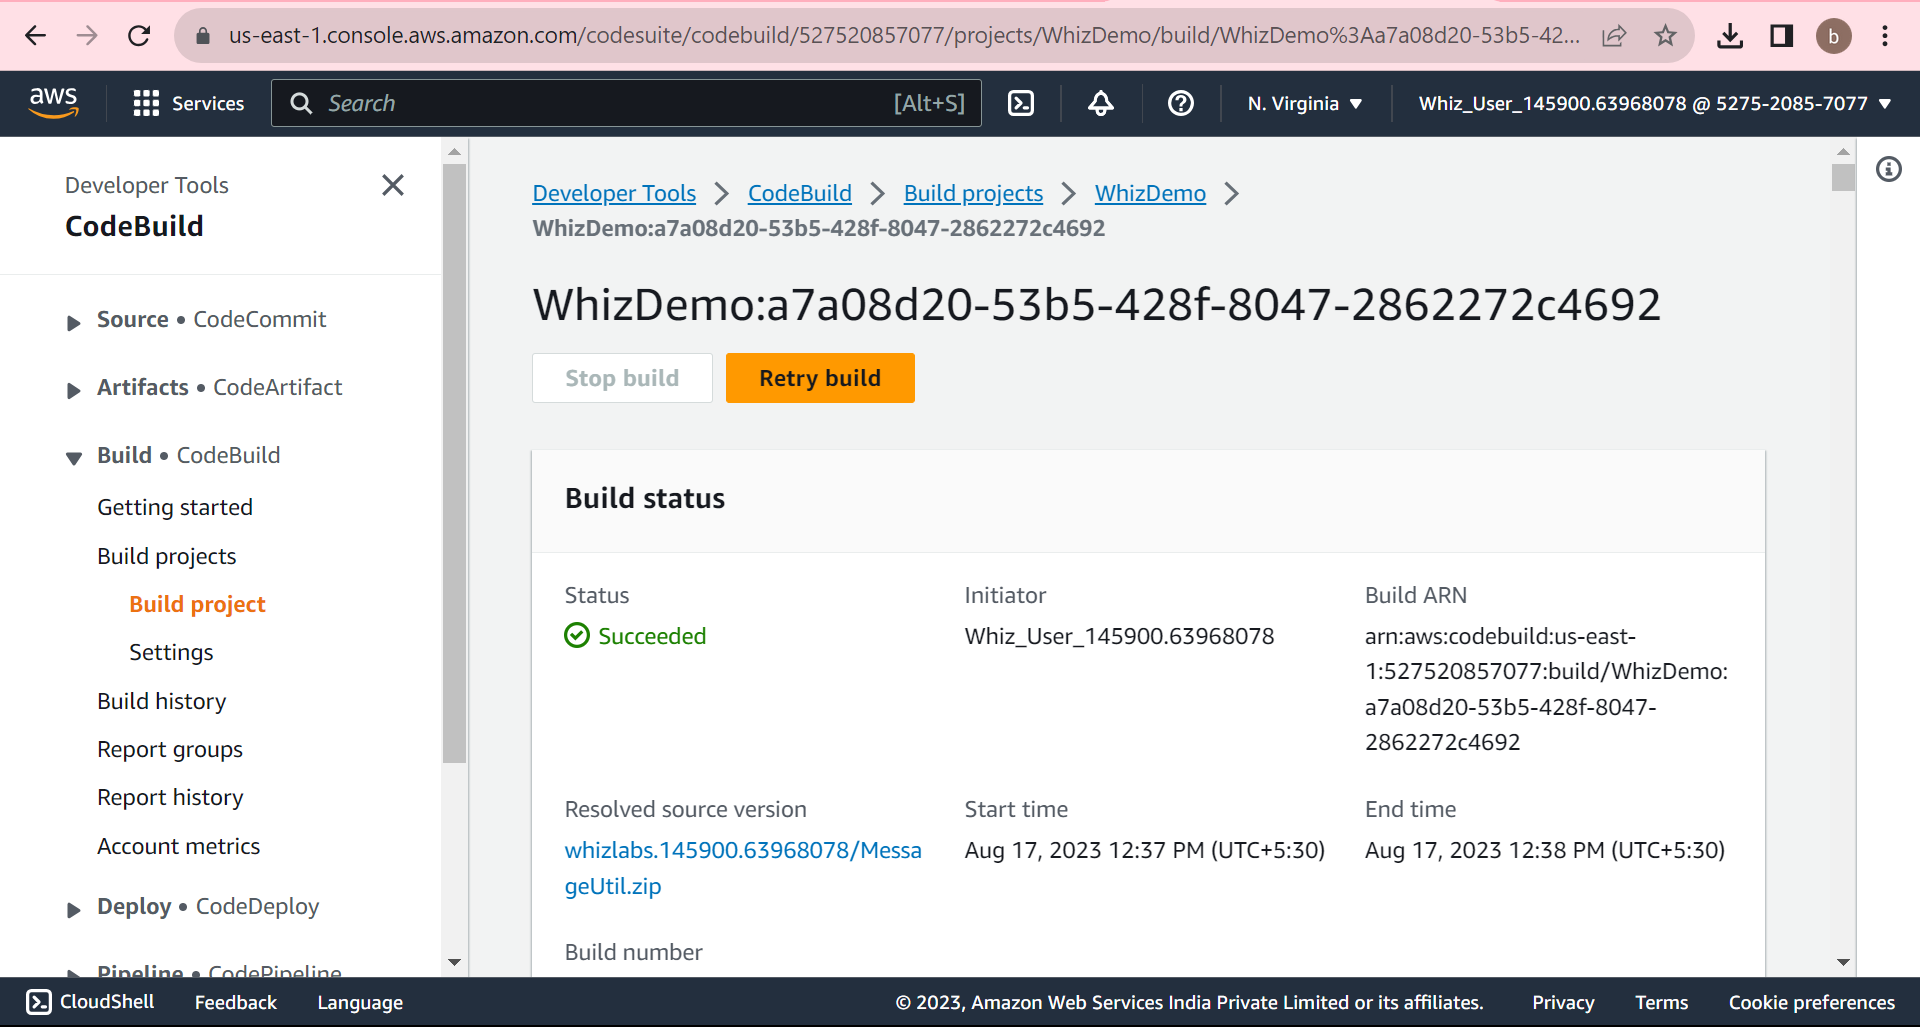 us-east-1.console.aws.amazon.com/codesuite/codebuild/527520857077/projects/WhizDemo/build/WhizDemo%3Aa7a08d20-53b5-42...
b
aws
Services
Search
[Alt+S]
N. Virginia
Whiz_User_145900.63968078 @ 5275-2085-7077
Developer Tools
CodeBuild
Source • CodeCommit
Artifacts • CodeArtifact
Build • CodeBuild
Getting started
Build projects
Build project
Settings
Build history
Report groups
Report history
Account metrics
Deploy • CodeDeploy
Pipeline • CodePipeline
Developer Tools
CodeBuild
Build projects
WhizDemo
WhizDemo:a7a08d20-53b5-428f-8047-2862272c4692
WhizDemo:a7a08d20-53b5-428f-8047-2862272c4692
Stop build
Retry build
Build status
Status
Succeeded
Initiator
Whiz_User_145900.63968078
Build ARN
arn:aws:codebuild:us-east-
1:527520857077:build/WhizDemo:
a7a08d20-53b5-428f-8047-
2862272c4692
Resolved source version
whizlabs.145900.63968078/Messa
geUtil.zip
Start time
Aug 17, 2023 12:37 PM (UTC+5:30)
End time
Aug 17, 2023 12:38 PM (UTC+5:30)
Build number
CloudShell
Feedback
Language
© 2023, Amazon Web Services India Private Limited or its affiliates.
Privacy
Terms
Cookie preferences